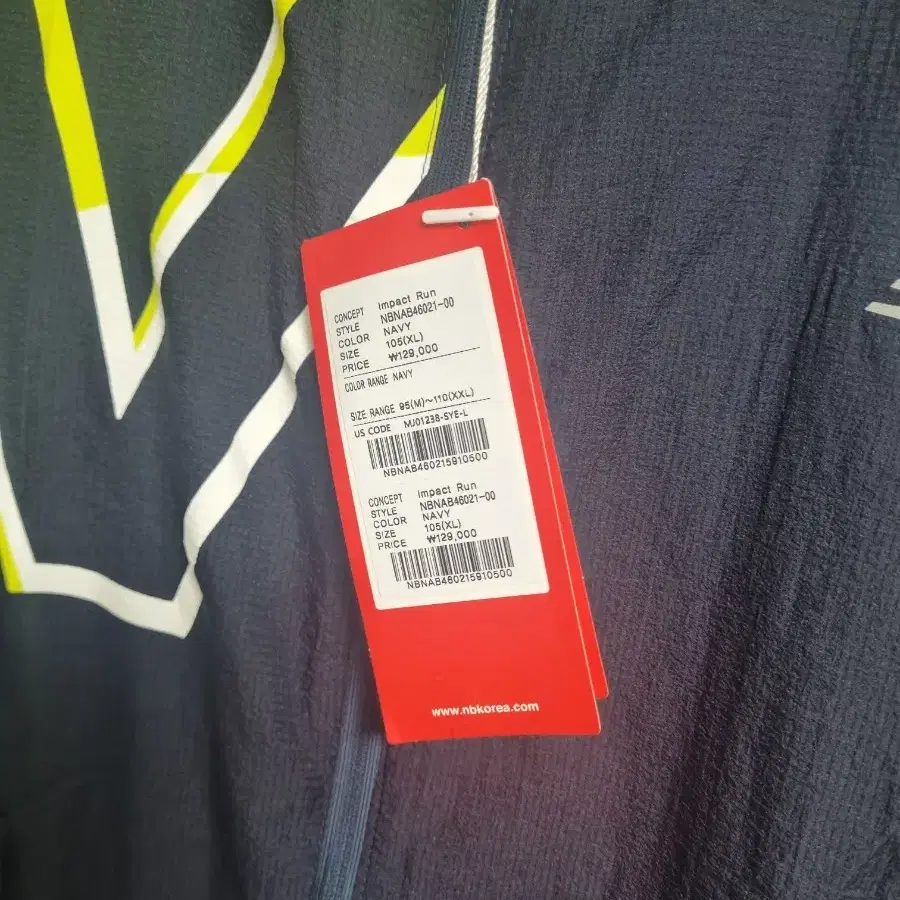 CONCEPT Impact Run
STYLE NBNAB46021-00
COLOR NAVY
SIZE 105(XL)
PRICE ₩129,000
COLOR RANGE NAVY
SIZE RANGE 95(M)~110(XXL)
US CODE MJ01238-SYE-L
NBNAB460215910500
CONCEPT Impact Run
STYLE NBNAB46021-00
COLOR NAVY
SIZE 105(XL)
PRICE ₩129,000
NBNAB460215910500
www.nbkorea.com